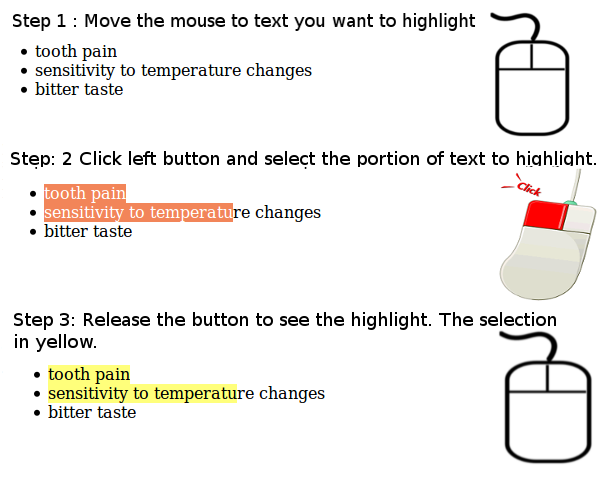 Step 1 : Move the mouse to text you want to highlight
• tooth pain
• sensitivity to temperature changes
• bitter taste
Step: 2 Click left button and select the portion of text to highlight.
Click
• tooth pain
• sensitivity to temperature changes
• bitter taste
Step 3: Release the button to see the highlight. The selection
in yellow.
• tooth pain
• sensitivity to temperature changes
• bitter taste